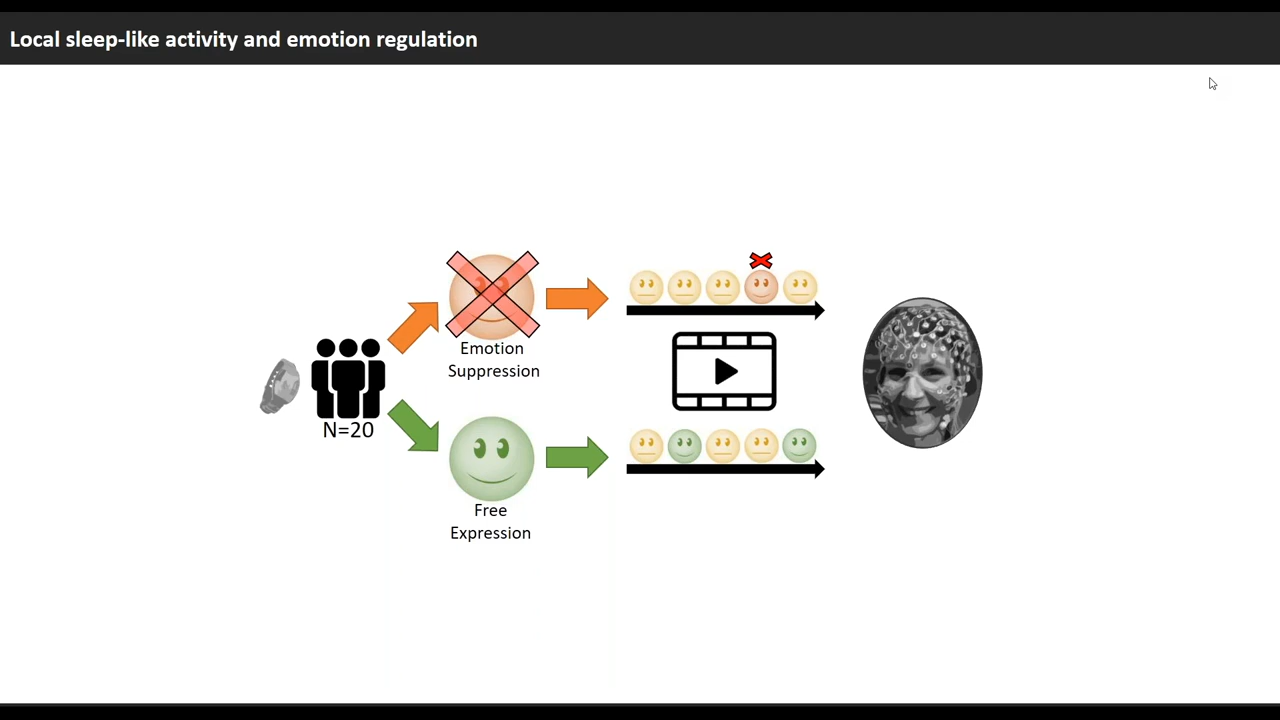 Local sleep-like activity and emotion regulation
Emotion
Suppression
N=20
Free
Expression